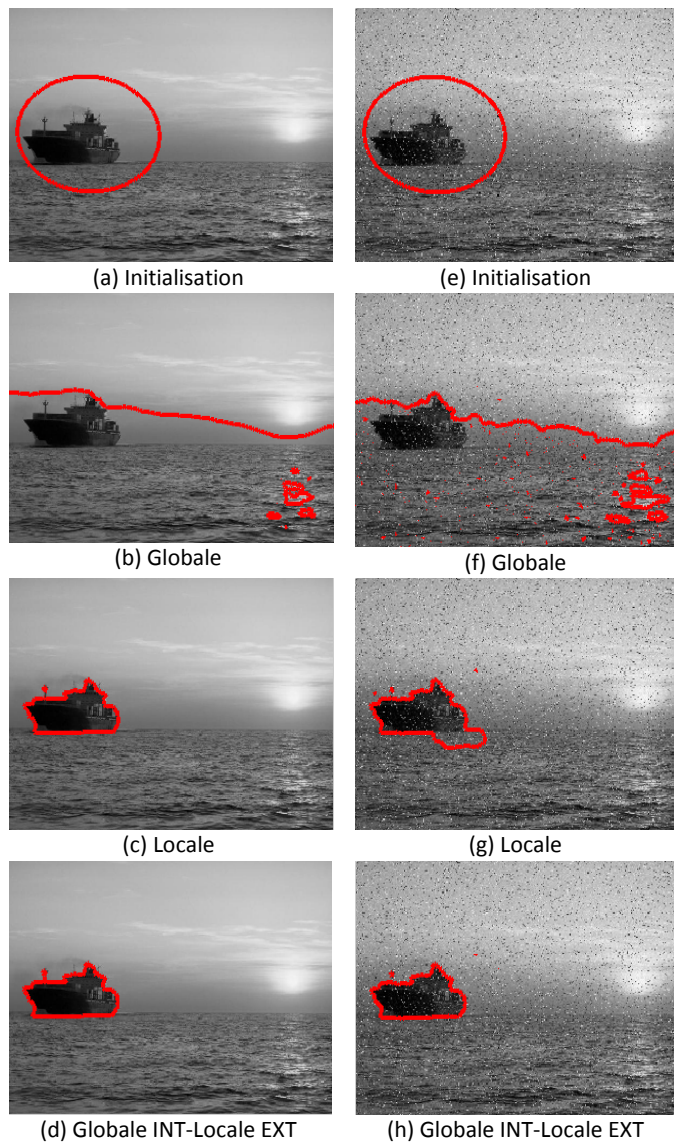 (a) Initialisation
(e) Initialisation
(b) Globale
(f) Globale
(c) Locale
(g) Locale
(d) Globale INT-Locale EXT
(h) Globale INT-Locale EXT